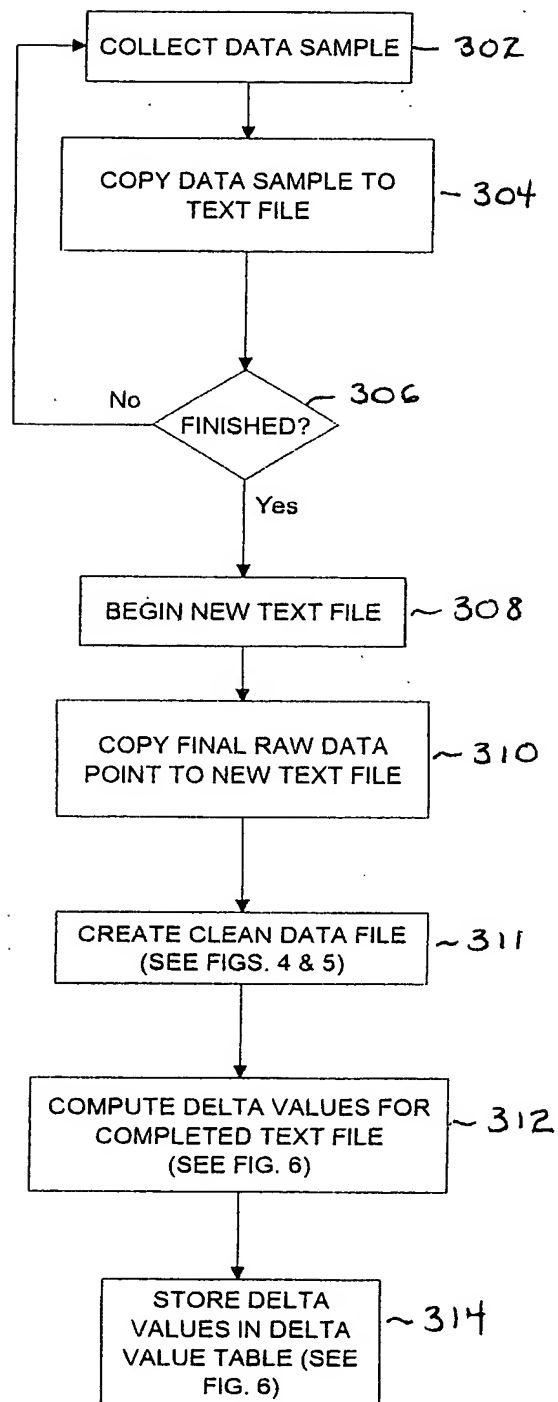 COLLECT DATA SAMPLE ~ 302
COPY DATA SAMPLE TO
TEXT FILE
~ 304
No
FINISHED?
306
Yes
BEGIN NEW TEXT FILE ~ 308
COPY FINAL RAW DATA
POINT TO NEW TEXT FILE
~ 310
CREATE CLEAN DATA FILE
(SEE FIGS. 4 & 5)
~ 311
COMPUTE DELTA VALUES FOR
COMPLETED TEXT FILE
(SEE FIG. 6)
~ 312
STORE DELTA
VALUES IN DELTA
VALUE TABLE (SEE
FIG. 6)
~ 314